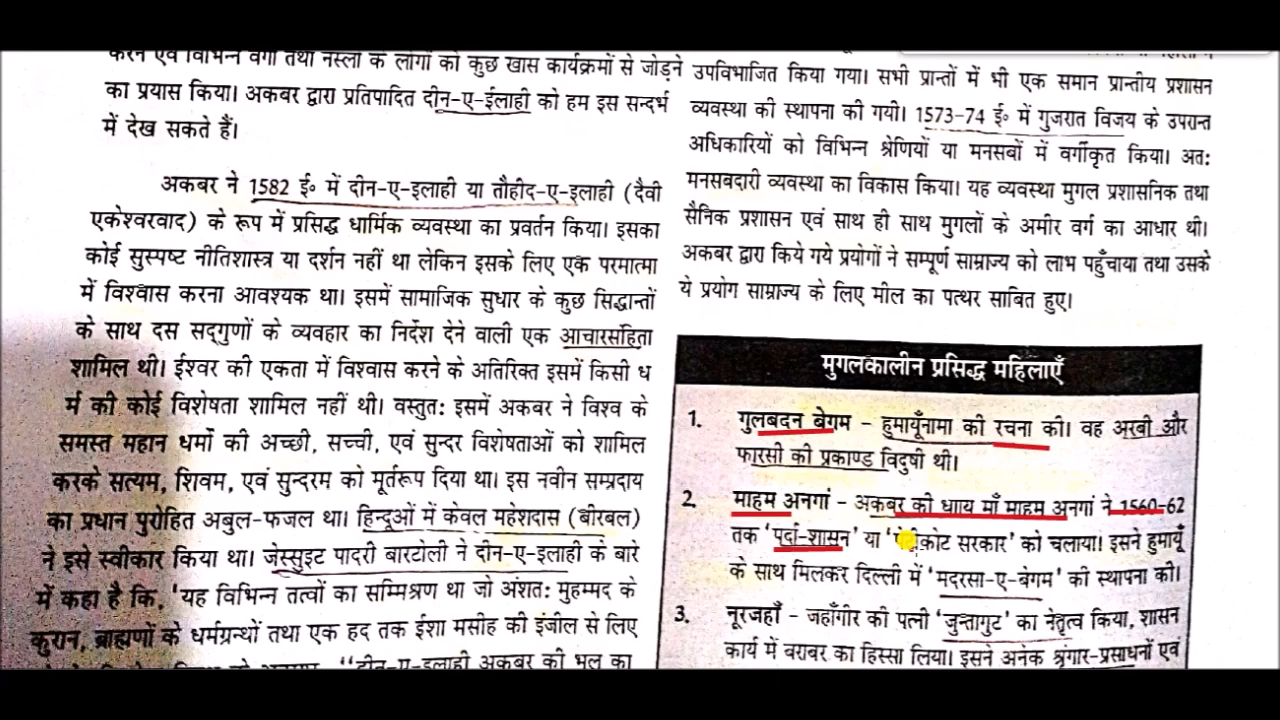 करने एवं विभिन्न वर्गों तथा नस्लों के लोगों को कुछ खास कार्यक्रमों से जोड़ने
का प्रयास किया। अकबर द्वारा प्रतिपादित दीन-ए-ईलाही को हम इस सन्दर्भ
में देख सकते हैं।
अकबर ने 1582 ई॰ में दीन-ए-इलाही या तौहीद-ए-इलाही (दैवी
एकेश्वरवाद) के रूप में प्रसिद्ध धार्मिक व्यवस्था का प्रवर्तन किया। इसका
कोई सुस्पष्ट नीतिशास्त्र या दर्शन नहीं था लेकिन इसके लिए एक परमात्मा
में विश्वास करना आवश्यक था। इसमें सामाजिक सुधार के कुछ सिद्धान्तों
के साथ दस सद्‌गुणों के व्यवहार का निर्देश देने वाली एक आचारसंहिता
शामिल थी। ईश्वर की एकता में विश्वास करने के अतिरिक्त इसमें किसी ध
र्म की कोई विशेषता शामिल नहीं थी। वस्तुत: इसमें अकबर ने विश्व के
समस्त महान धर्मों की अच्छी, सच्ची, एवं सुन्दर विशेषताओं को शामिल
करके सत्यम, शिवम, एवं सुन्दरम को मूर्तरूप दिया था। इस नवीन सम्प्रदाय
का प्रधान पुरोहित अबुल-फजल था। हिन्दूओं में केवल महेशदास (बीरबल)
ने इसे स्वीकार किया था। जेस्सुइट पादरी बारटोली ने दीन-ए-इलाही के बारे
में कहा है कि, 'यह विभिन्न तत्वों का सम्मिश्रण था जो अंशत: मुहम्मद के
कुरान, ब्राह्मणों के धर्मग्रन्थों तथा एक हद तक ईशा मसीह की इंजील से लिए
"दीन-ए-इलाही अकबर की भूल का
उपविभाजित किया गया। सभी प्रान्तों में भी एक समान प्रान्तीय प्रशासन
व्यवस्था की स्थापना की गयी। 1573-74 ई॰ में गुजरात विजय के उपरान्त
अधिकारियों को विभिन्न श्रेणियों या मनसबों में वर्गीकृत किया। अत:
मनसबदारी व्यवस्था का विकास किया। यह व्यवस्था मुगल प्रशासनिक तथा
सैनिक प्रशासन एवं साथ ही साथ मुगलों के अमीर वर्ग का आधार थी।
अकबर द्वारा किये गये प्रयोगों ने सम्पूर्ण साम्राज्य को लाभ पहुँचाया तथा उसके
ये प्रयोग साम्राज्य के लिए मील का पत्थर साबित हुए।
मुगलकालीन प्रसिद्ध महिलाएँ
1. गुलबदन बेगम - हुमायूँनामा की रचना की। वह अरबी और
फारसी की प्रकाण्ड विदुषी थी।
2. माहम अनगां - अकबर की धााय माँ माहम अनगां ने 1560-62
तक 'पर्दा-शासन' या सरकार' को चलाया। इसने हुमायूँ
के साथ मिलकर दिल्ली में 'मदरसा-ए-बेगम' की स्थापना की।
3. नूरजहाँ - जहाँगीर की पत्नी 'जुन्तागुट' का नेतृत्व किया, शासन
कार्य में बराबर का हिस्सा लिया। इसने अनेक श्रृंगार-प्रसाधनों एवं